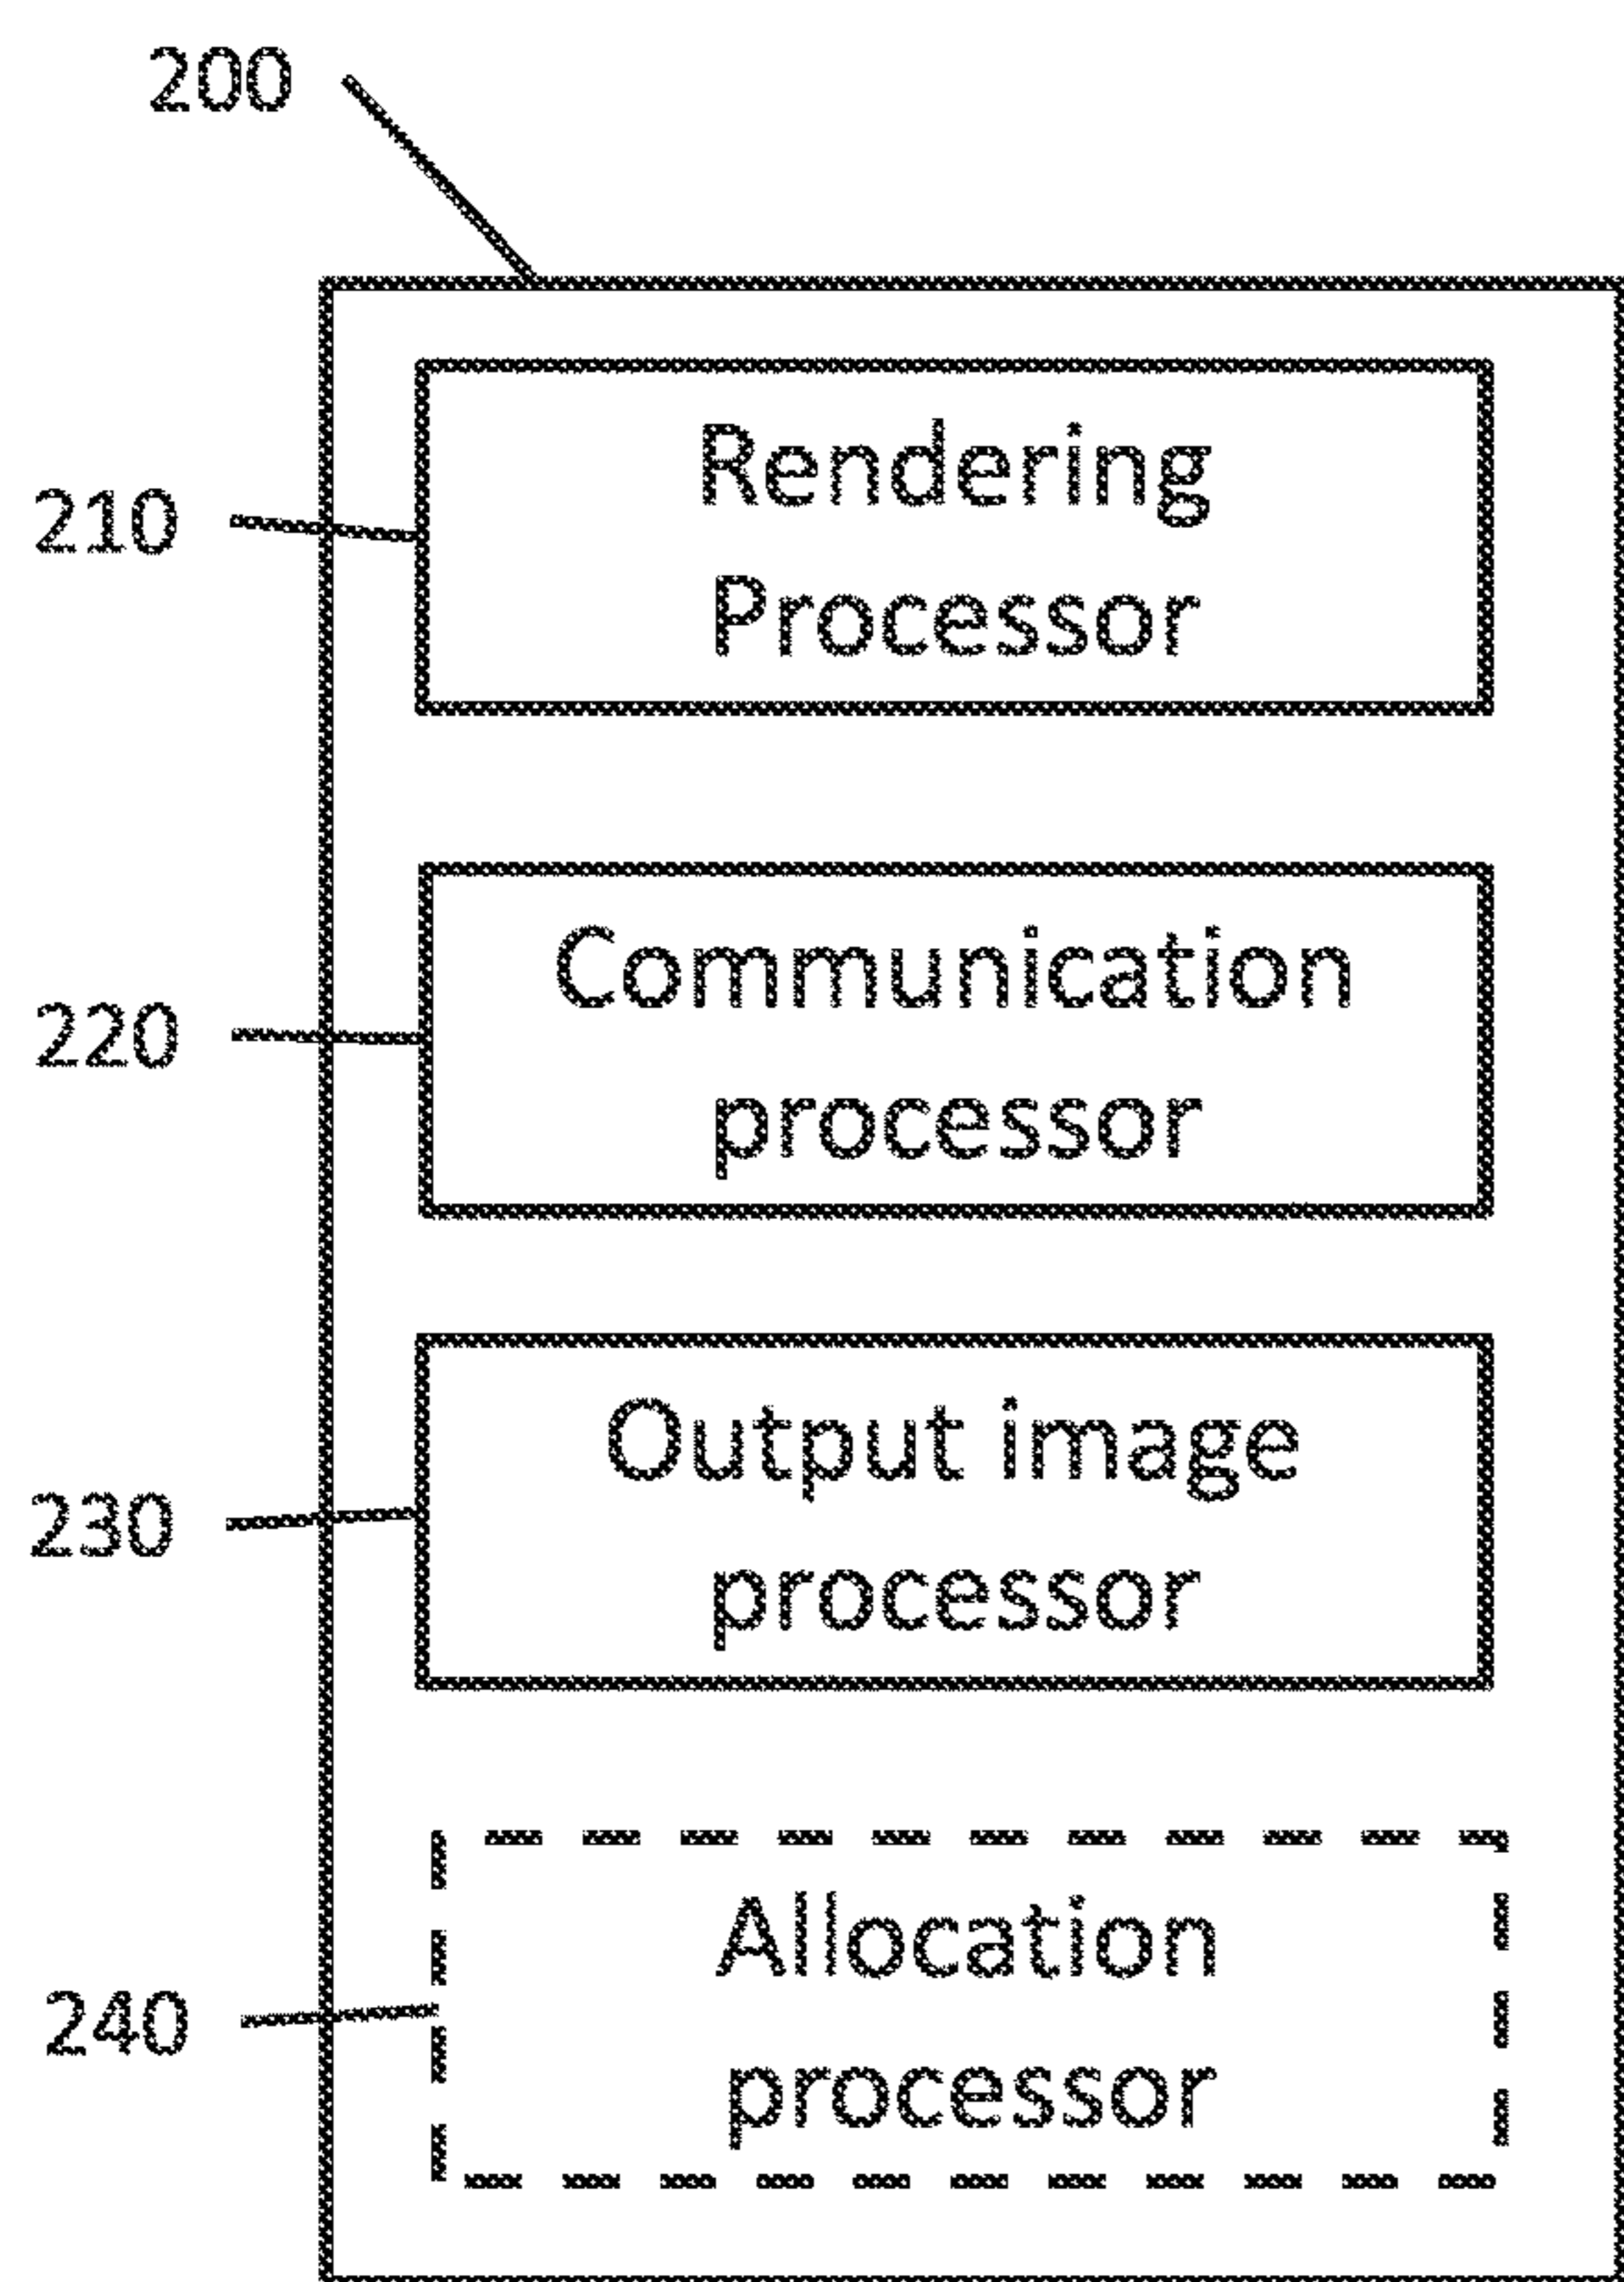 200
210
Rendering
Processor
220
Communication
processor
230
Output image
processor
240
Allocation
processor